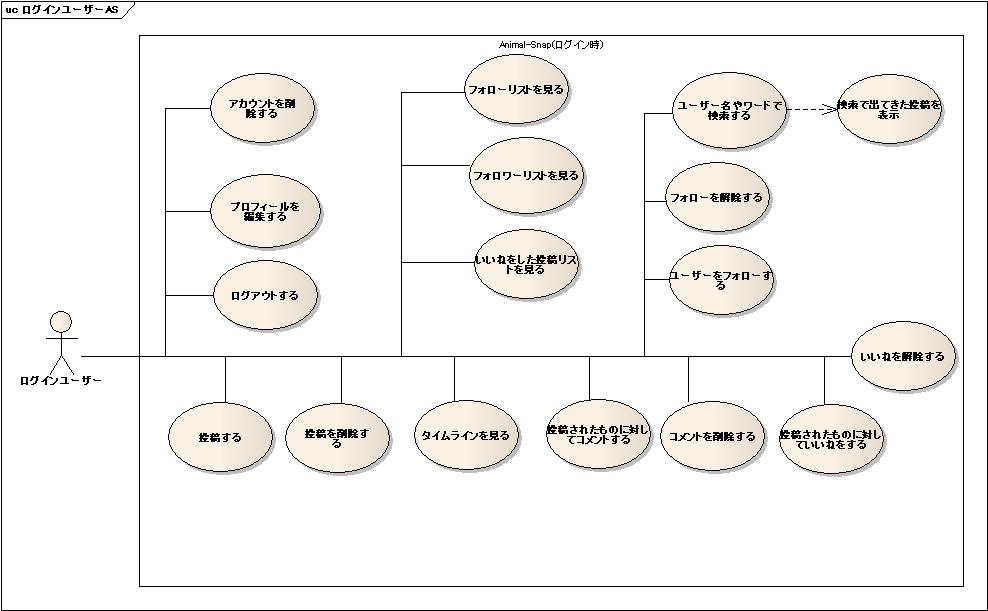 uc ログインユーザーAS
Animal-Snap(ログイン時)
アカウントを削
除する
プロフィールを
編集する
ログアウトする
フォローリストを見る
フォロワーリストを見る
いいねをした投稿リス
トを見る
ユーザー名やワードで
検索する
検索で出てきた投稿を
表示
フォローを解除する
ユーザーをフォローす
る
いいねを解除する
ログインユーザー
投稿する
投稿を削除す
る
タイムラインを見る
投稿されたものに対し
てコメントする
コメントを削除する
投稿されたものに対し
ていいねをする